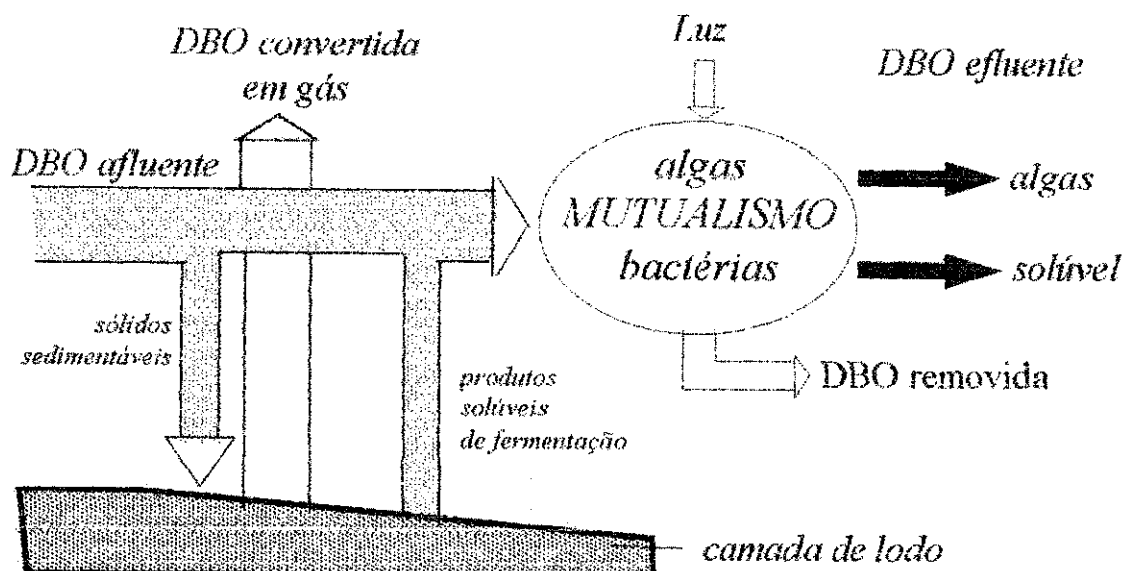 DBO convertida
em gás
Luz
DBO efluente
DBO afluente
algas
MUTUALISMO
bactérias
algas
solúvel
sólidos
sedimentáveis
produtos
solúveis
de fermentação
DBO removida
camada de lodo